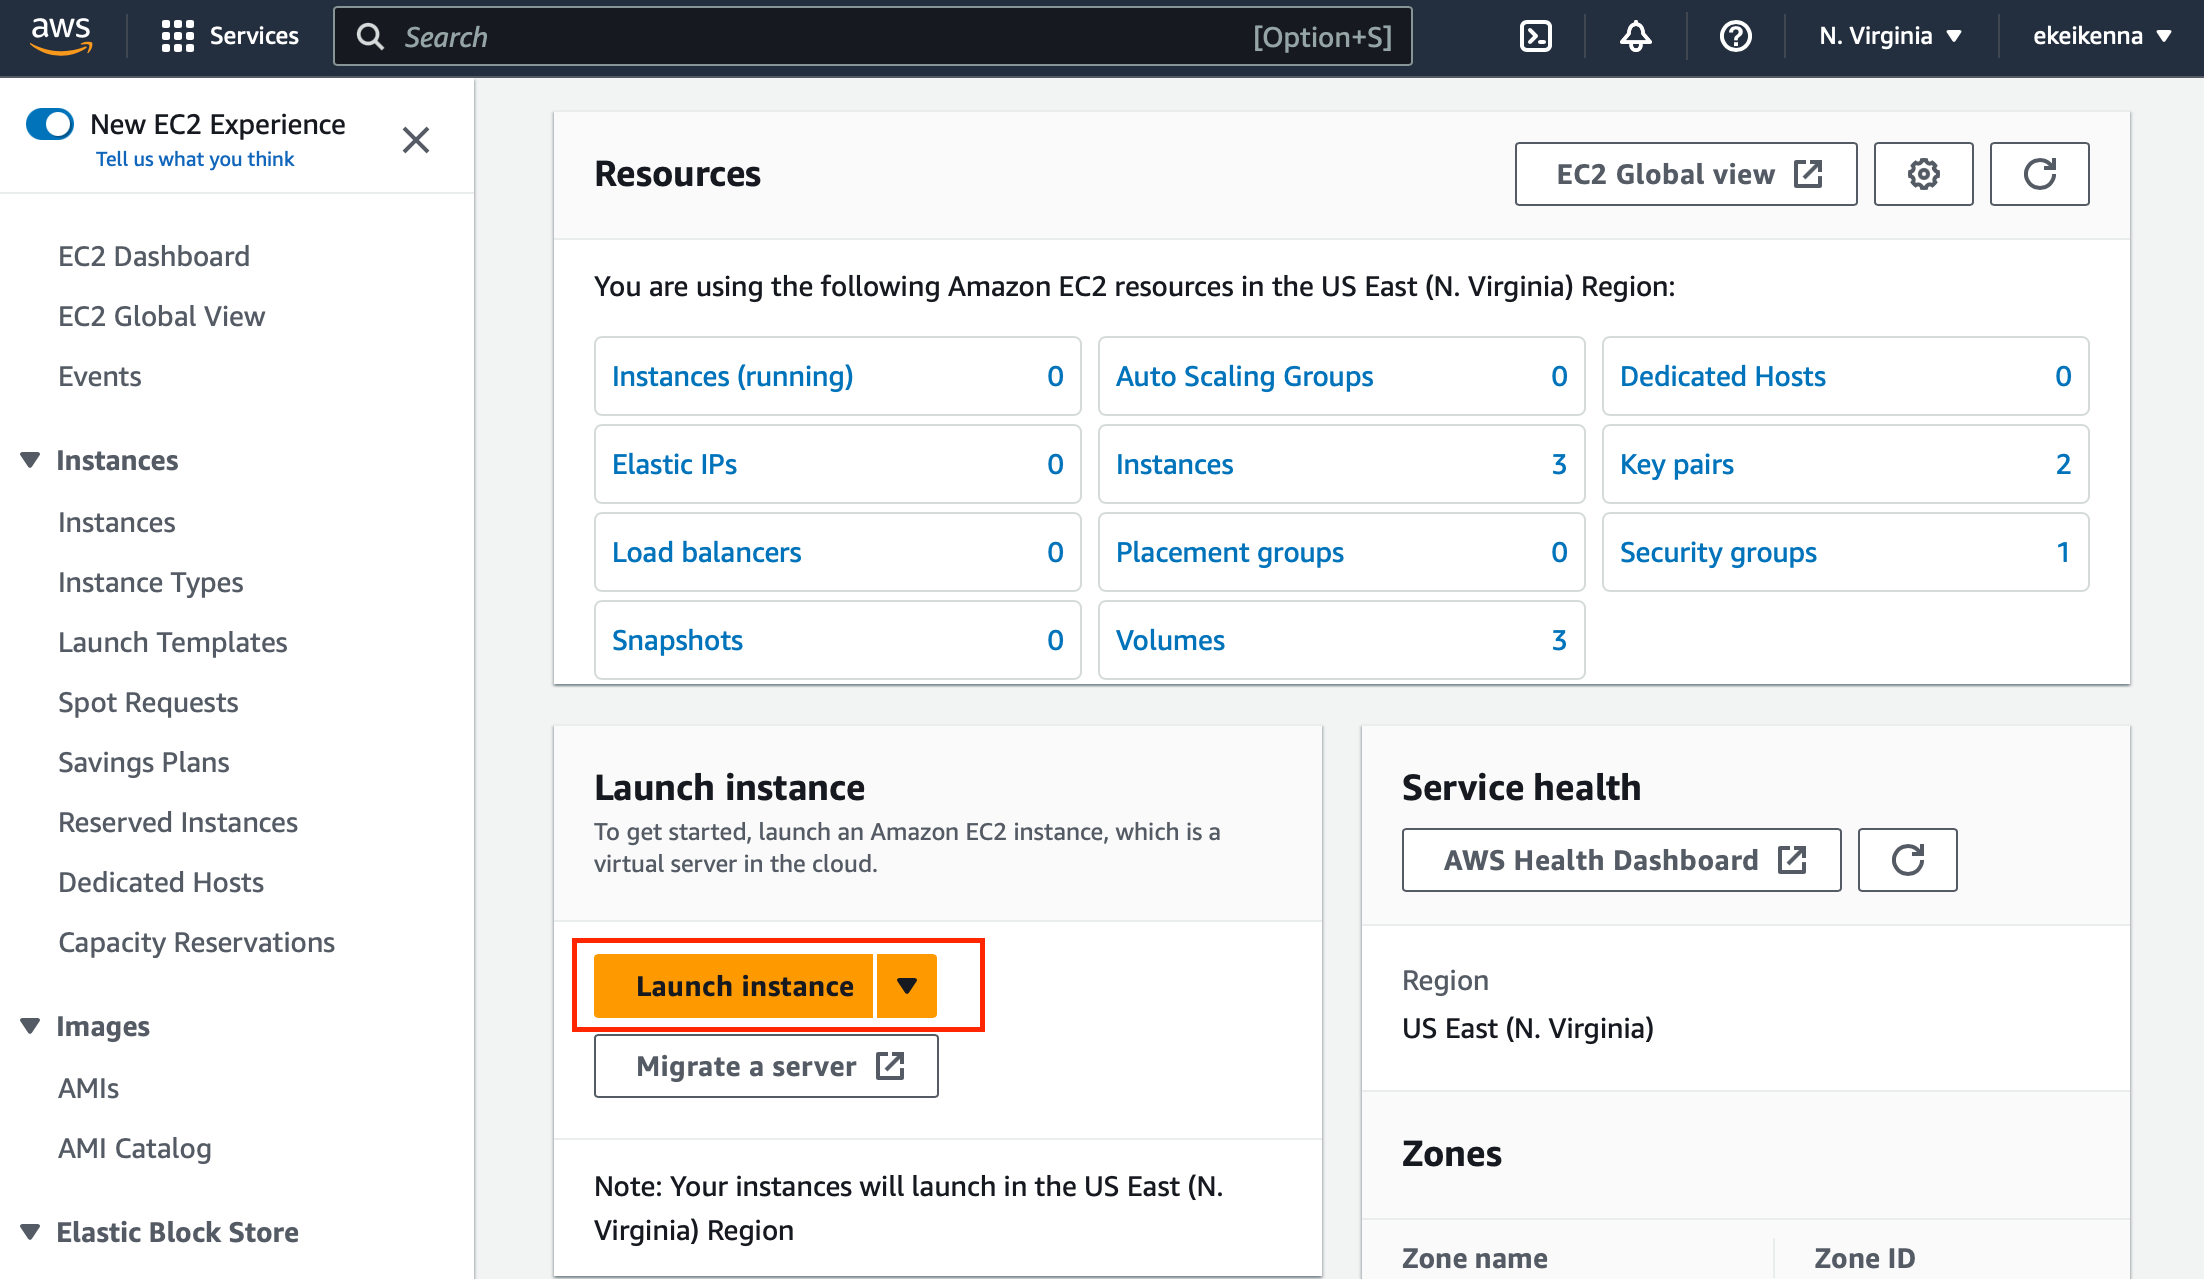 aws
Services
Search
[Option+S]
N. Virginia
ekeikenna
New EC2 Experience
Tell us what you think
EC2 Dashboard
EC2 Global View
Events
Instances
Instances
Instance Types
Launch Templates
Spot Requests
Savings Plans
Reserved Instances
Dedicated Hosts
Capacity Reservations
Images
AMIs
AMI Catalog
Elastic Block Store
Resources
EC2 Global view
You are using the following Amazon EC2 resources in the US East (N. Virginia) Region:
Instances (running) 0
Auto Scaling Groups 0
Dedicated Hosts 0
Elastic IPs 0
Instances 3
Key pairs 2
Load balancers 0
Placement groups 0
Security groups 1
Snapshots 0
Volumes 3
Launch instance
To get started, launch an Amazon EC2 instance, which is a
virtual server in the cloud.
Launch instance
Migrate a server
Note: Your instances will launch in the US East (N.
Virginia) Region
Service health
AWS Health Dashboard
Region
US East (N. Virginia)
Zones
Zone name
Zone ID